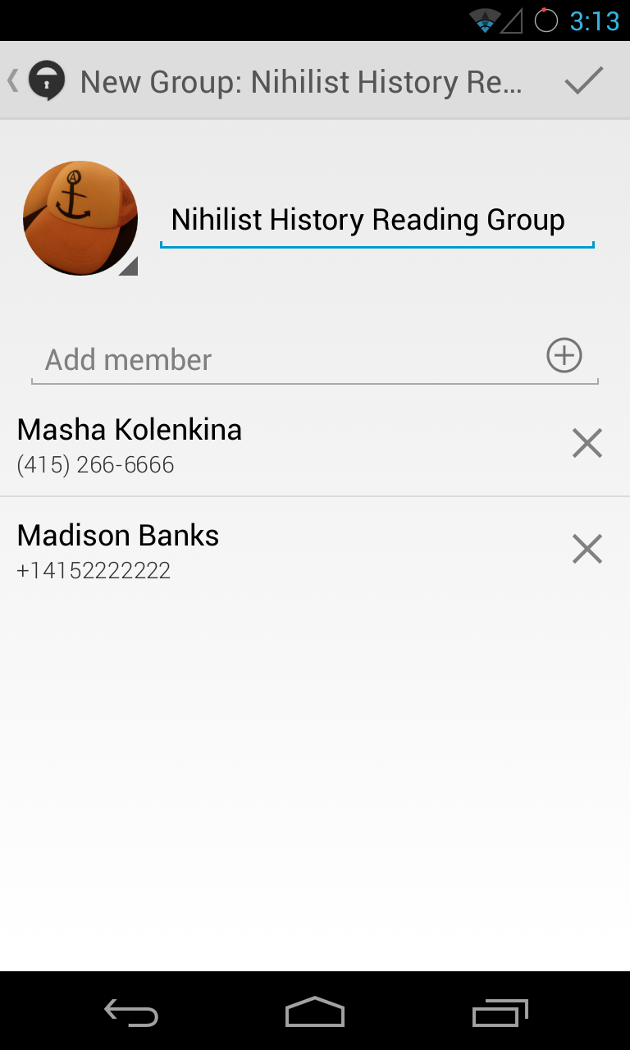 3:13
New Group: Nihilist History Re...
Nihilist History Reading Group
Add member
Masha Kolenkina
(415) 266-6666
Madison Banks
+14152222222